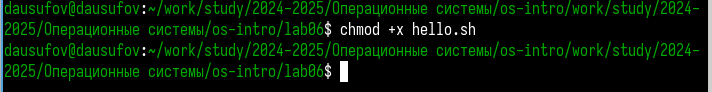 dausufov@dausufov:~/work/study/2024-2025/Операционные системы/os-intro/work/study/2024-
2025/Операционные системы/os-intro/lab06$ chmod +x hello.sh
dausufov@dausufov:~/work/study/2024-2025/Операционные системы/os-intro/work/study/2024-
2025/Операционные системы/os-intro/lab06$